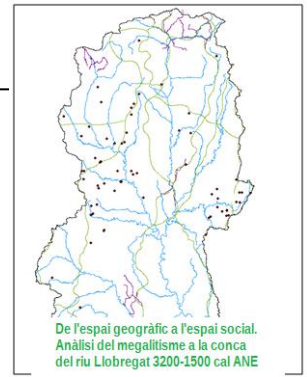 De l'espai geogràfic a l'espai social.
Anàlisi del megalitisme a la conca
del riu Llobregat 3200-1500 cal ANE